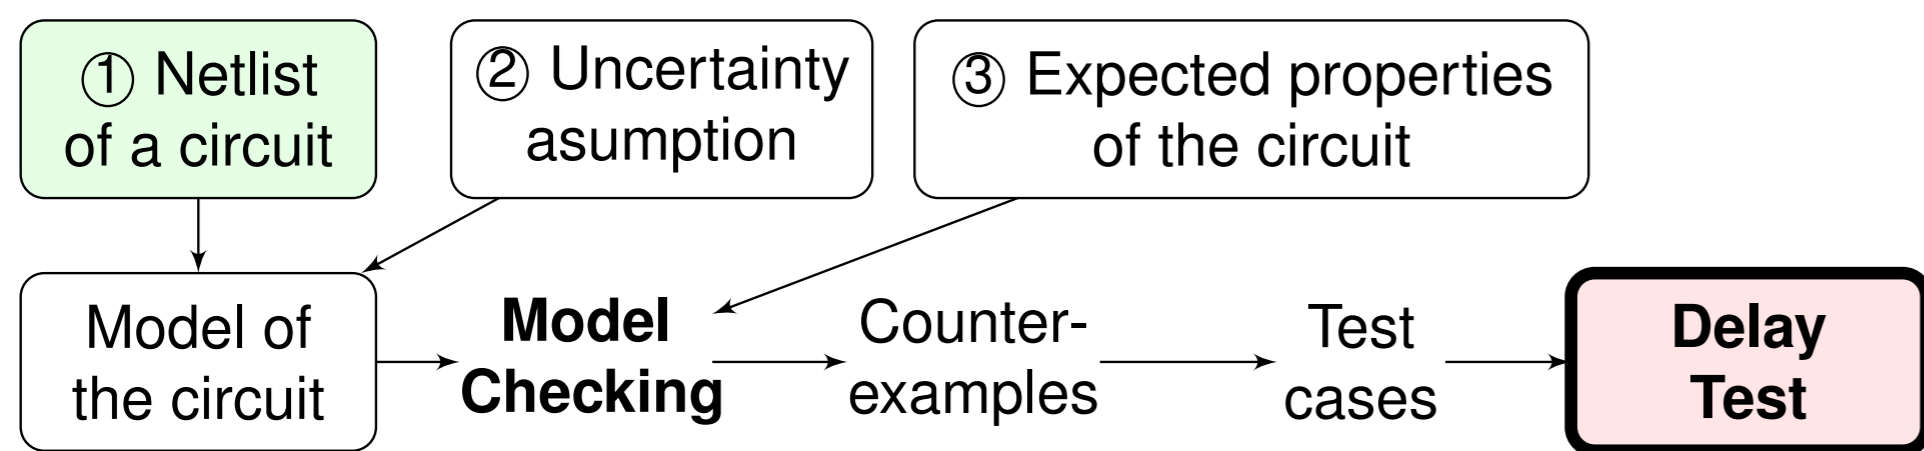 ① Netlist
of a circuit
② Uncertainty
asumption
③ Expected properties
of the circuit
Model of
the circuit
Model
Checking
Counter-
examples
Test
cases
Delay
Test